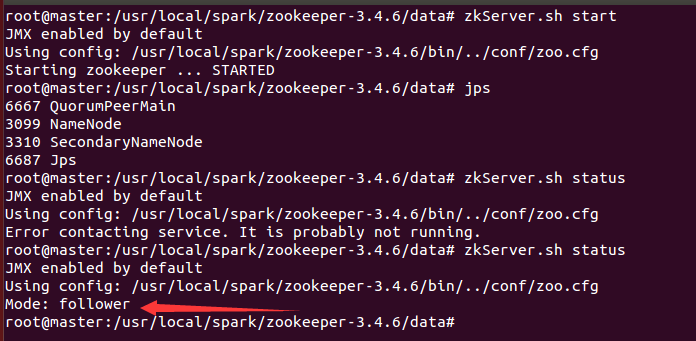 root@master:/usr/local/spark/zookeeper-3.4.6/data# zkServer.sh start
JMX enabled by default
Using config: /usr/local/spark/zookeeper-3.4.6/bin/../conf/zoo.cfg
Starting zookeeper ... STARTED
root@master:/usr/local/spark/zookeeper-3.4.6/data# jps
6667 QuorumPeerMain
3099 NameNode
3310 SecondaryNameNode
6687 Jps
root@master:/usr/local/spark/zookeeper-3.4.6/data# zkServer.sh status
JMX enabled by default
Using config: /usr/local/spark/zookeeper-3.4.6/bin/../conf/zoo.cfg
Error contacting service. It is probably not running.
root@master:/usr/local/spark/zookeeper-3.4.6/data# zkServer.sh status
JMX enabled by default
Using config: /usr/local/spark/zookeeper-3.4.6/bin/../conf/zoo.cfg
Mode: follower
root@master:/usr/local/spark/zookeeper-3.4.6/data#